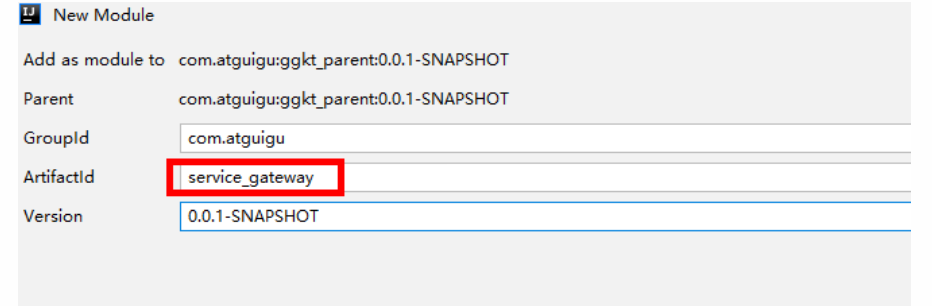 IJ New Module
Add as module to com.atguigu:ggkt_parent:0.0.1-SNAPSHOT
Parent com.atguigu:ggkt_parent:0.0.1-SNAPSHOT
GroupId com.atguigu
ArtifactId service_gateway
Version 0.0.1-SNAPSHOT